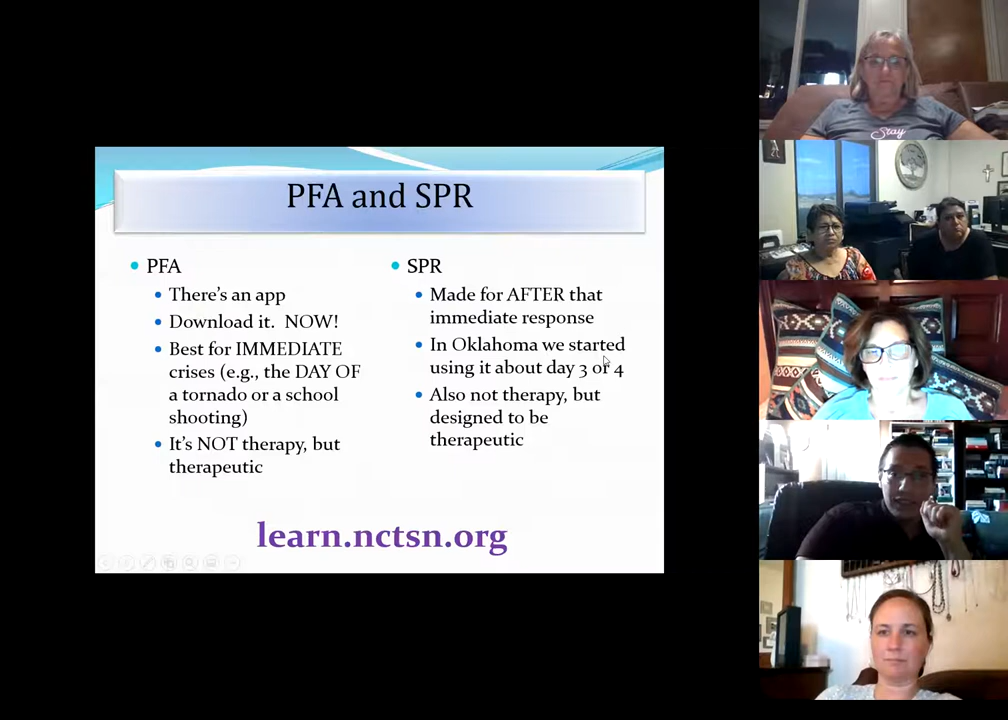 PFA and SPR
PFA
There's an app
Download it. NOW!
Best for IMMEDIATE
crises (e.g., the DAY OF
a tornado or a school
shooting)
It's NOT therapy, but
therapeutic
SPR
Made for AFTER that
immediate response
In Oklahoma we started
using it about day 3 or 4
Also not therapy, but
designed to be
therapeutic
learn.nctsn.org
Stay